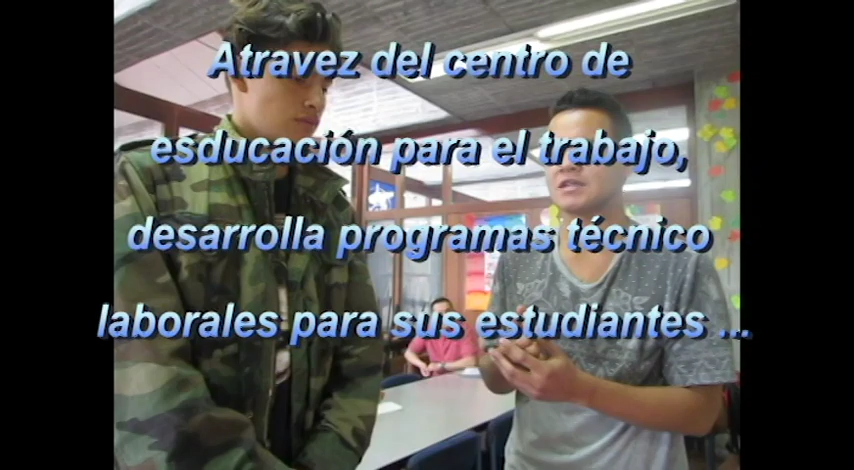 Atravez del centro de
esducación para el trabajo,
desarrolla programas técnico
laborales para sus estudiantes ...